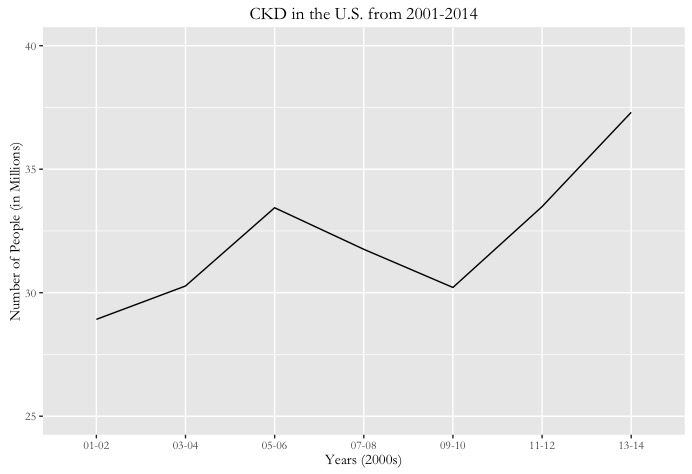 CKD in the U.S. from 2001-2014
Number of People (in Millions)
40
35
30
25
01-02 03-04 05-06 07-08 09-10 11-12 13-14
Years (2000s)